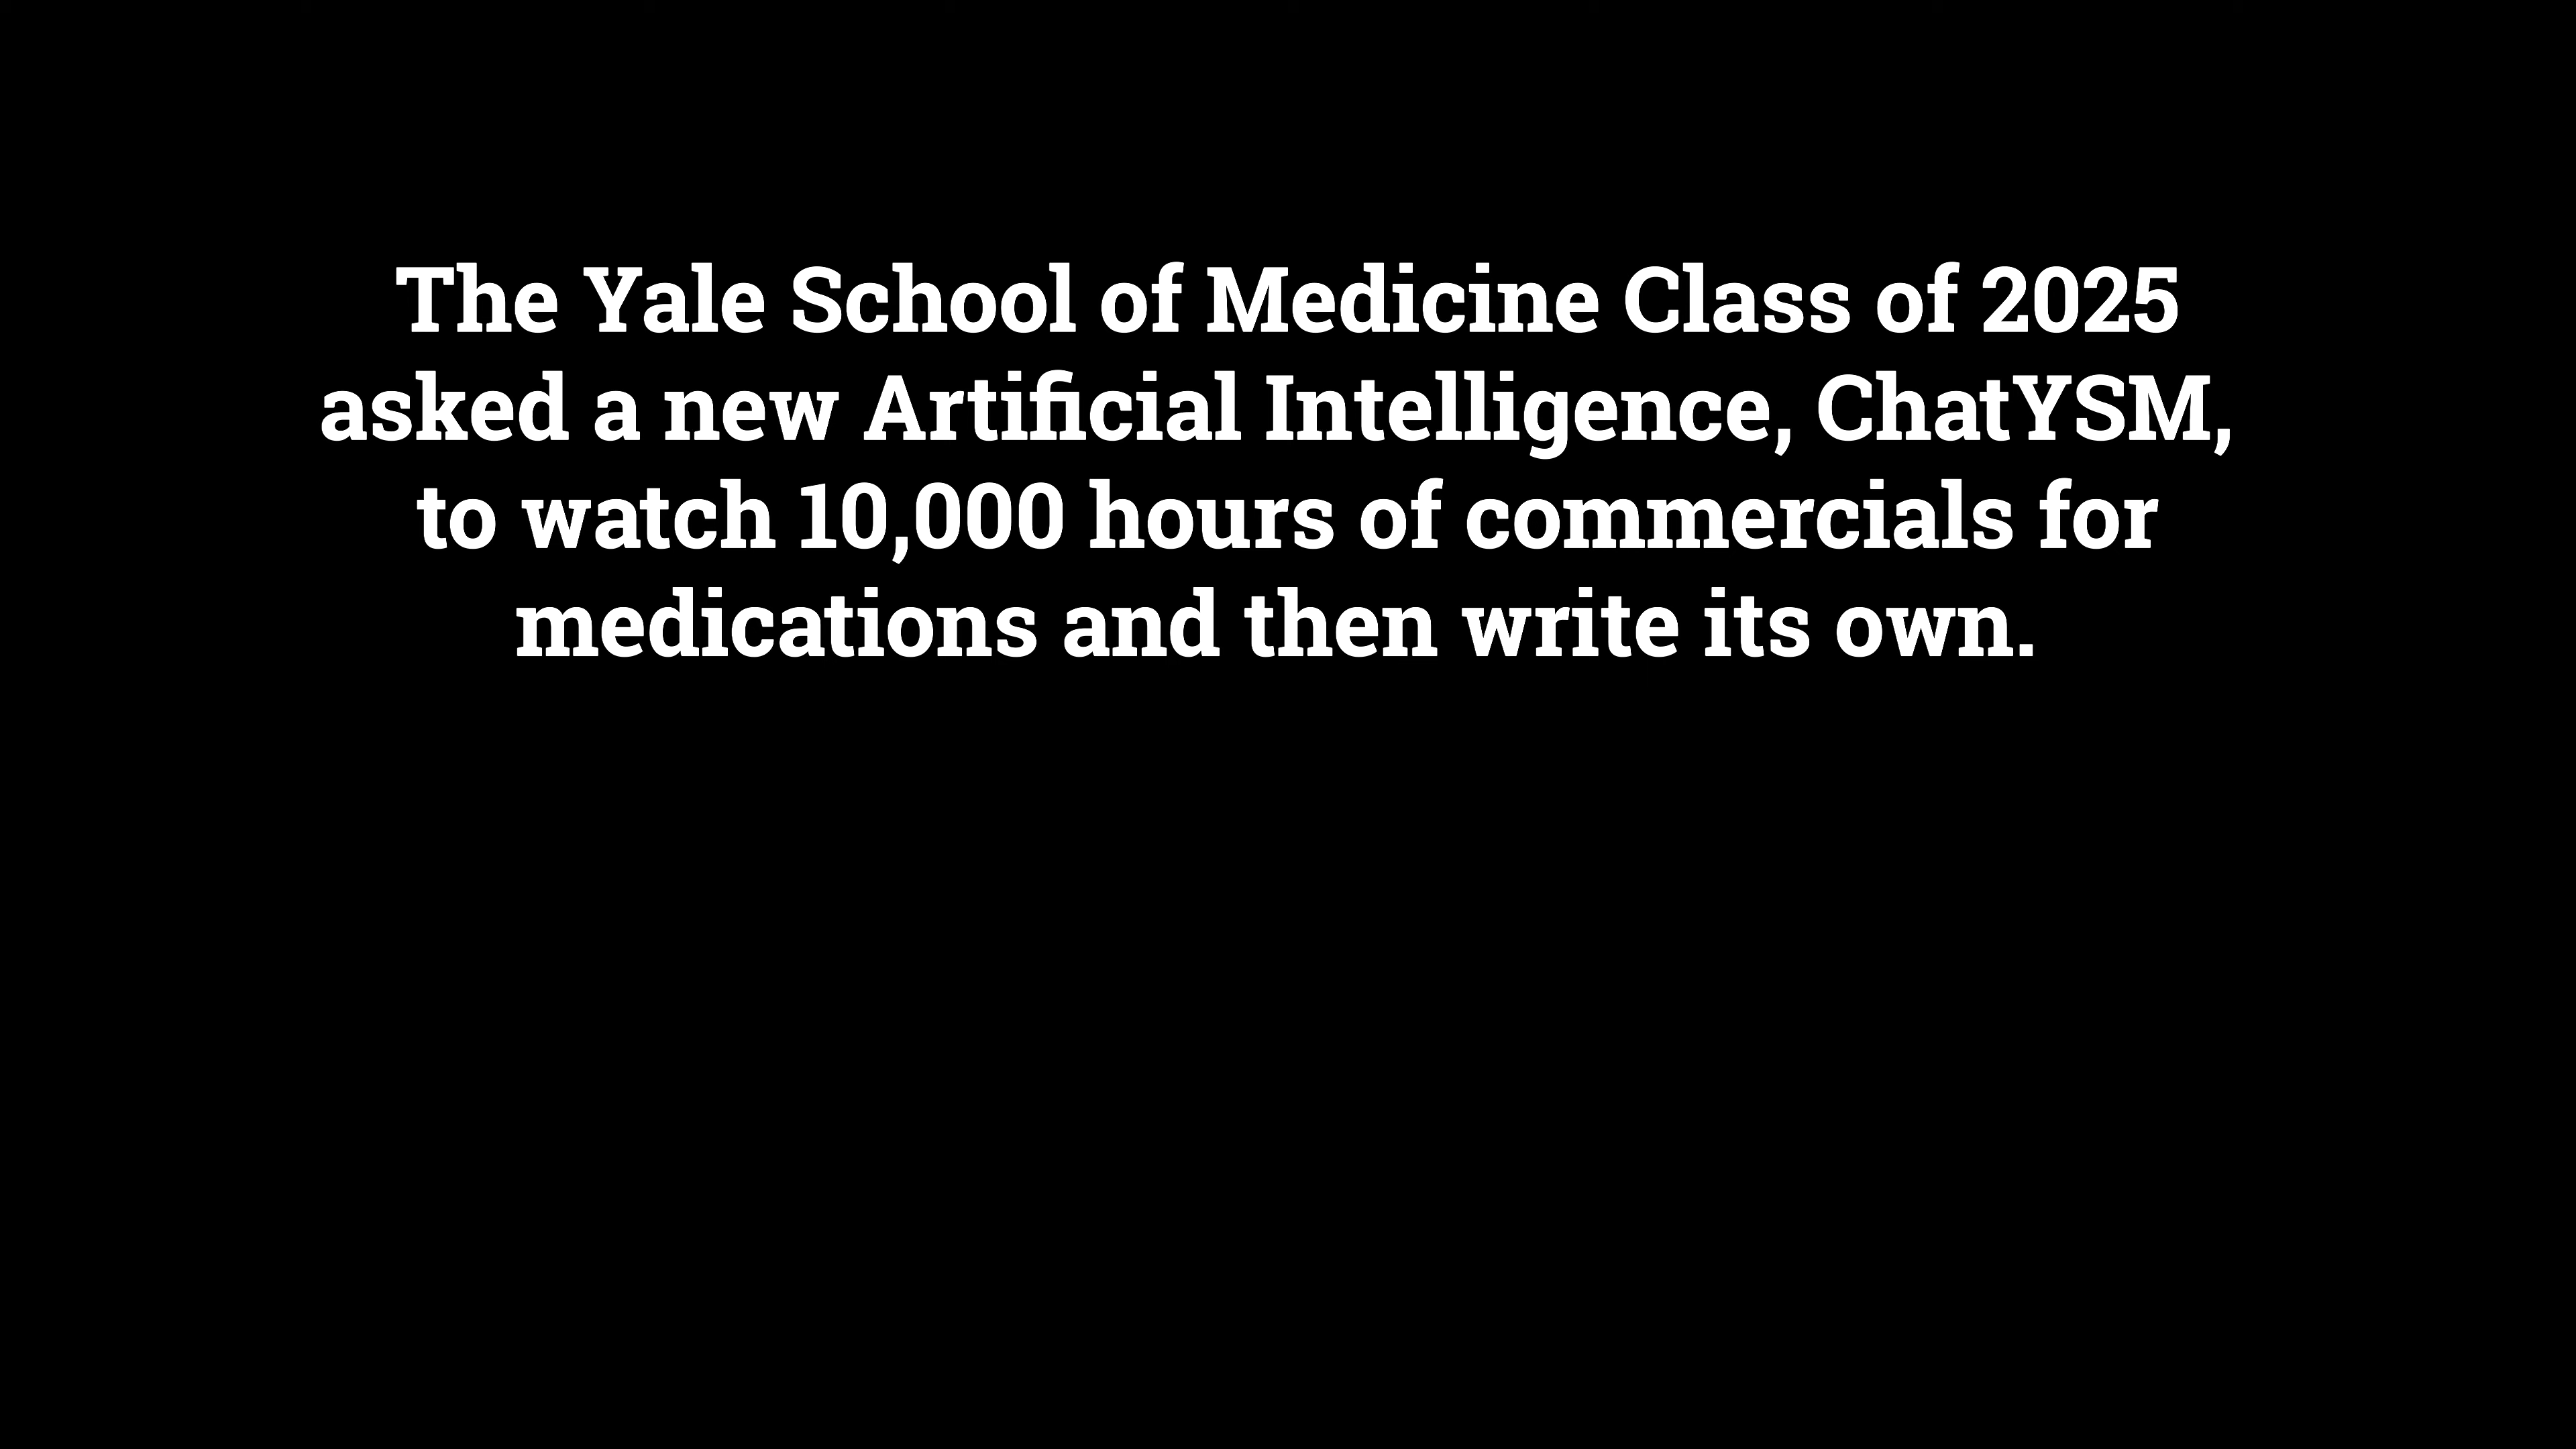 The Yale School of Medicine Class of 2025
asked a new Artificial Intelligence, ChatYSM,
to watch 10,000 hours of commercials for
medications and then write its own.